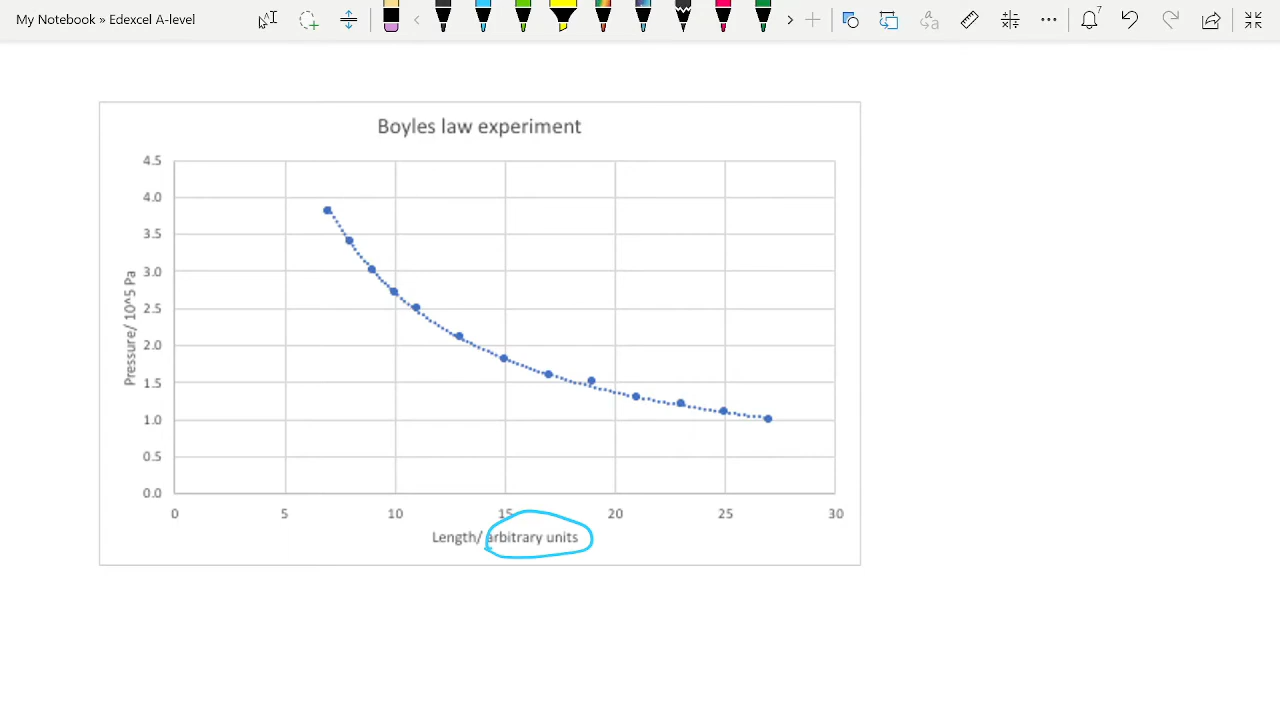 My Notebook » Edexcel A-level
7
Boyles law experiment
4.5
4.0
3.5
3.0
2.5
2.0
1.5
1.0
0.5
0.0
Pressure/ 10^5 Pa
0 5 10 15 20 25 30
Length/ arbitrary units